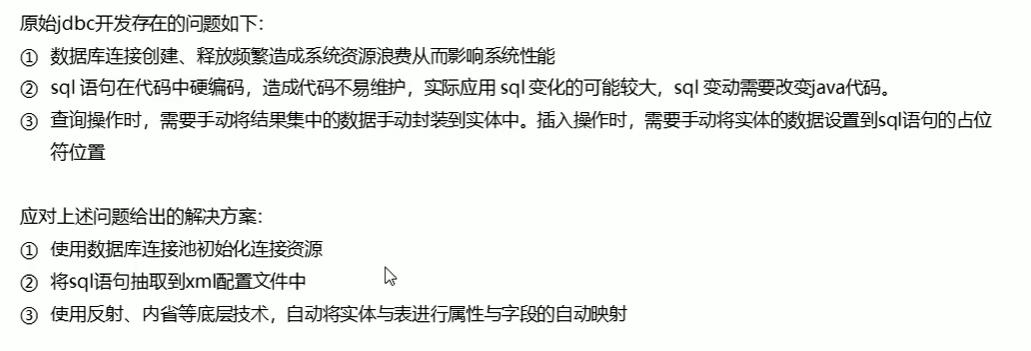 原始jdbc开发存在的问题如下：
① 数据库连接创建、释放频繁造成系统资源浪费从而影响系统性能
② sql 语句在代码中硬编码，造成代码不易维护，实际应用 sql 变化的可能较大，sql 变动需要改变java代码。
③ 查询操作时，需要手动将结果集中的数据手动封装到实体中。插入操作时，需要手动将实体的数据设置到sql语句的占位
符位置
应对上述问题给出的解决方案：
① 使用数据库连接池初始化连接资源
② 将sql语句抽取到xml配置文件中
③ 使用反射、内省等底层技术，自动将实体与表进行属性与字段的自动映射